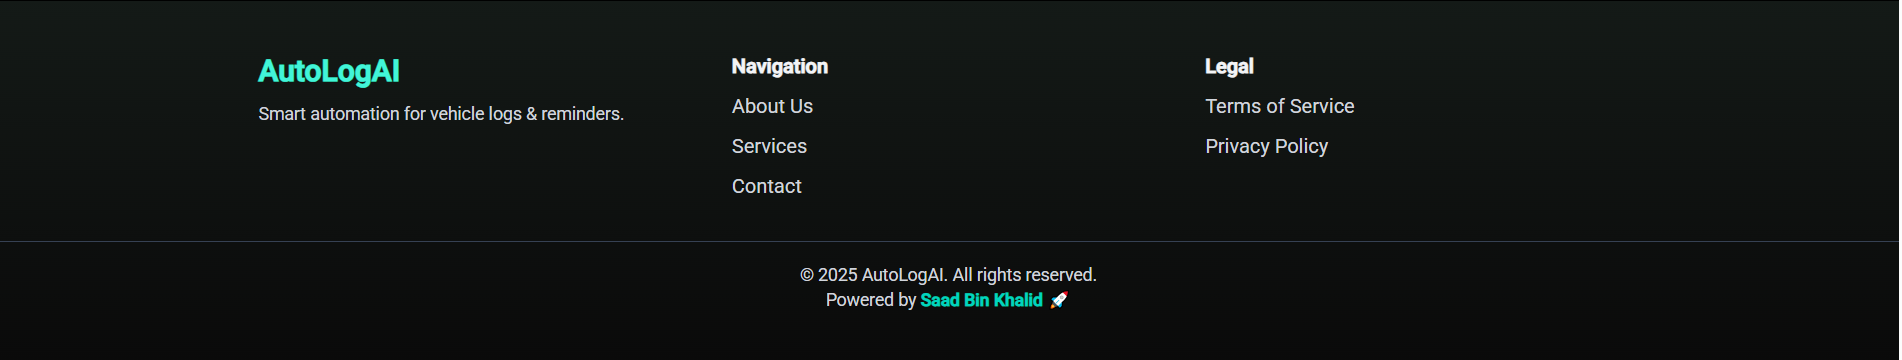 AutoLogAI
Smart automation for vehicle logs & reminders.
Navigation
About Us
Services
Contact
Legal
Terms of Service
Privacy Policy
© 2025 AutoLogAI. All rights reserved.
Powered by Saad Bin Khalid 🚀